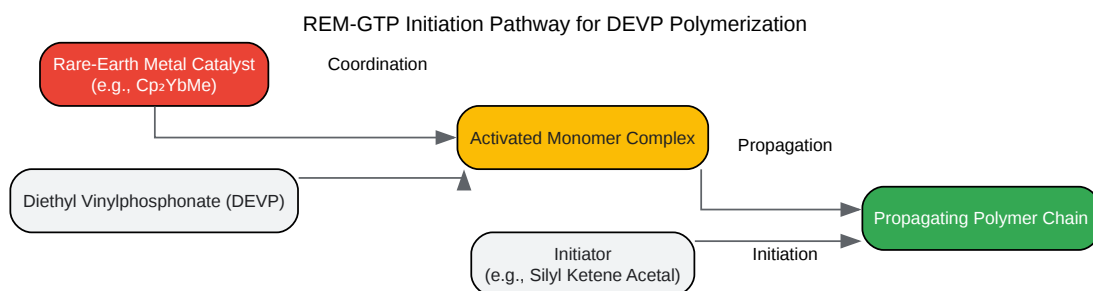 REM-GTP Initiation Pathway for DEVP Polymerization
Rare-Earth Metal Catalyst
(e.g., Cp₂YbMe)
Coordination
Activated Monomer Complex
Propagation
Diethyl Vinylphosphonate (DEVP)
Propagating Polymer Chain
Initiator
(e.g., Silyl Ketene Acetal)
Initiation